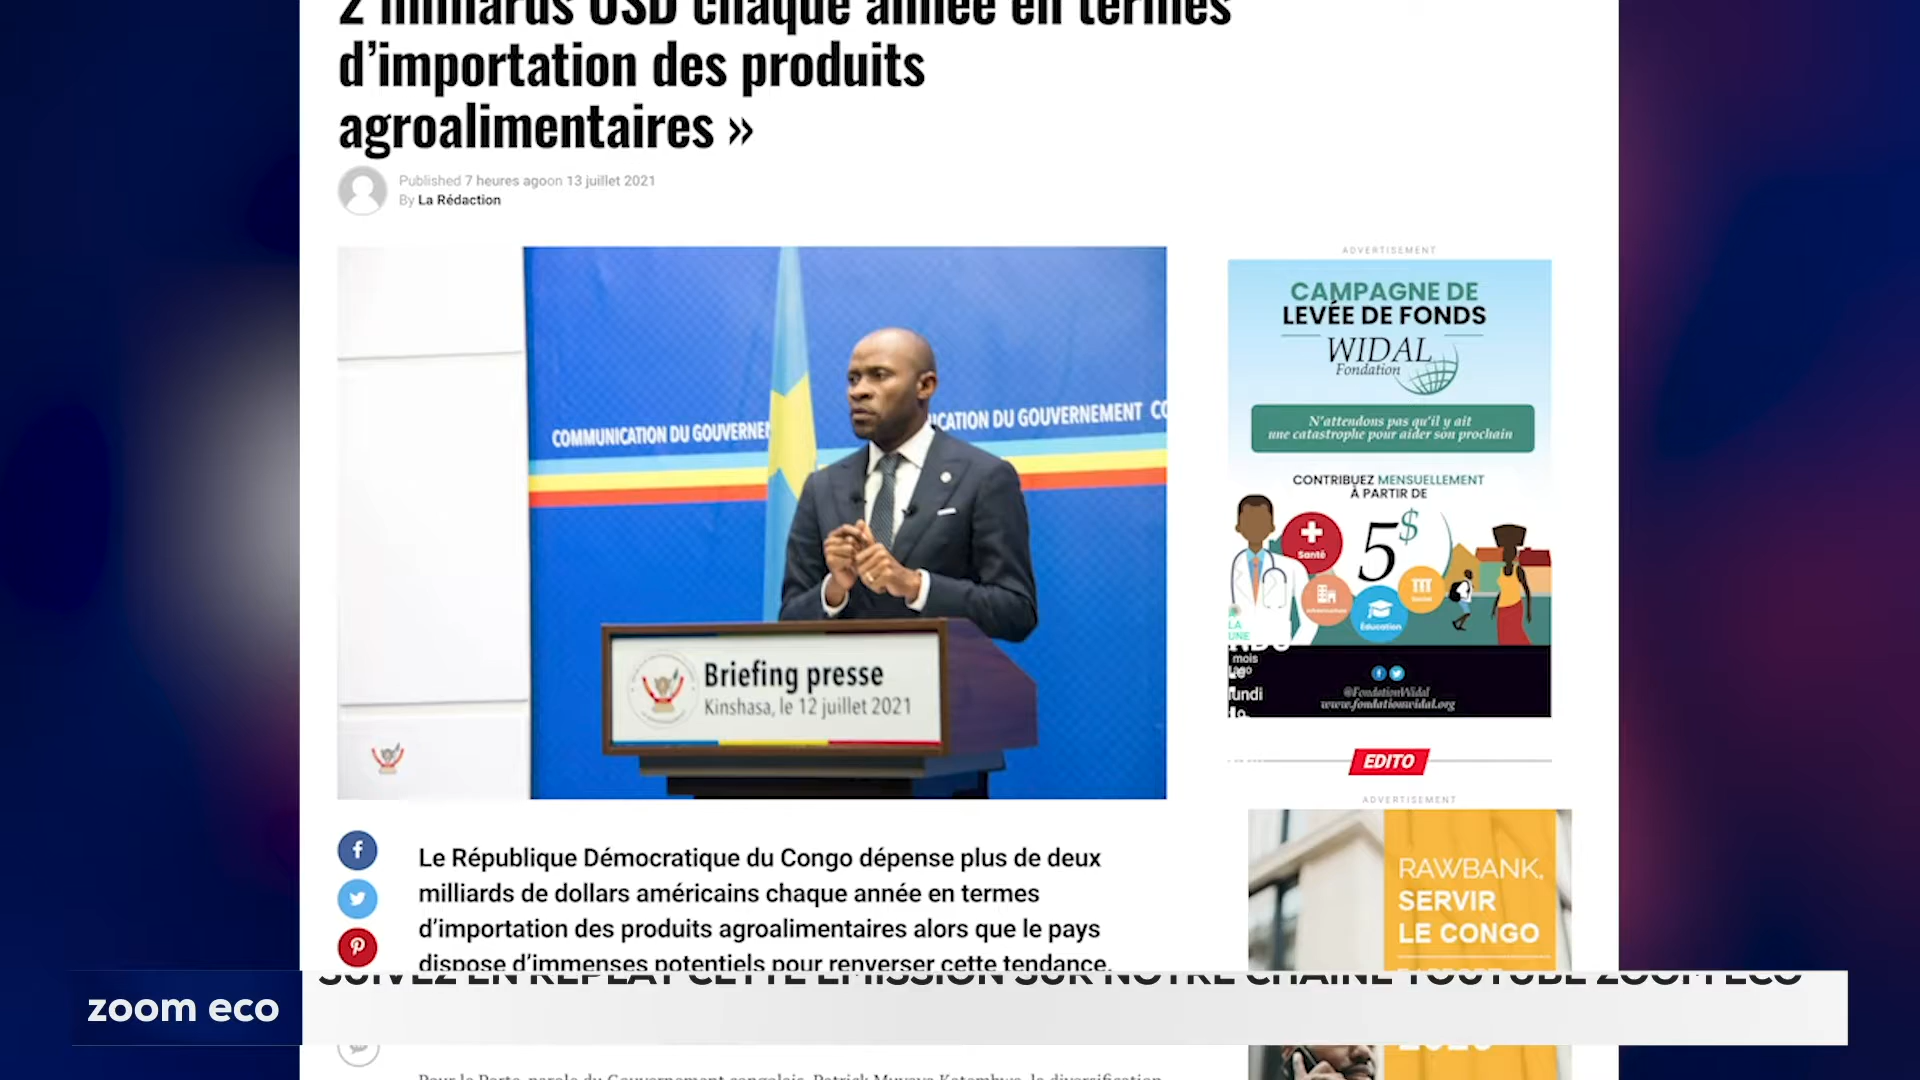 2 milliards USD chaque année en termes
d'importation des produits
agroalimentaires »
Published 7 heures agoon 13 juillet 2021
By La Rédaction
COMMUNICATION DU GOUVERNE
ICATION DU GOUVERNEMENT CO
Briefing presse
Kinshasa, le 12 juillet 2021
ADVERTISEMENT
CAMPAGNE DE
LEVÉE DE FONDS
WIDAL
Fondation
N'attendons pas qu'il y ait
une catastrophe pour aider son prochain
CONTRIBUEZ MENSUELLEMENT
À PARTIR DE
5$
Santé
Éducation
LA
UNE
mois
undi
@FondationWidal
www.fondationwidal.org
EDITO
ADVERTISEMENT
RAWBANK,
SERVIR
LE CONGO
Le République Démocratique du Congo dépense plus de deux
milliards de dollars américains chaque année en termes
d'importation des produits agroalimentaires alors que le pays
dispose d'immenses potentiels pour renverser cette tendance.
SUIVEZ EN REPLAY CETTE EMISSION SUR NOTRE CHAINE YOUTUBE ZOOM ECO
zoom eco
Pour le Porte-parole du Gouvernement congolais, Patrick Muyaya Katembwe, la diversification